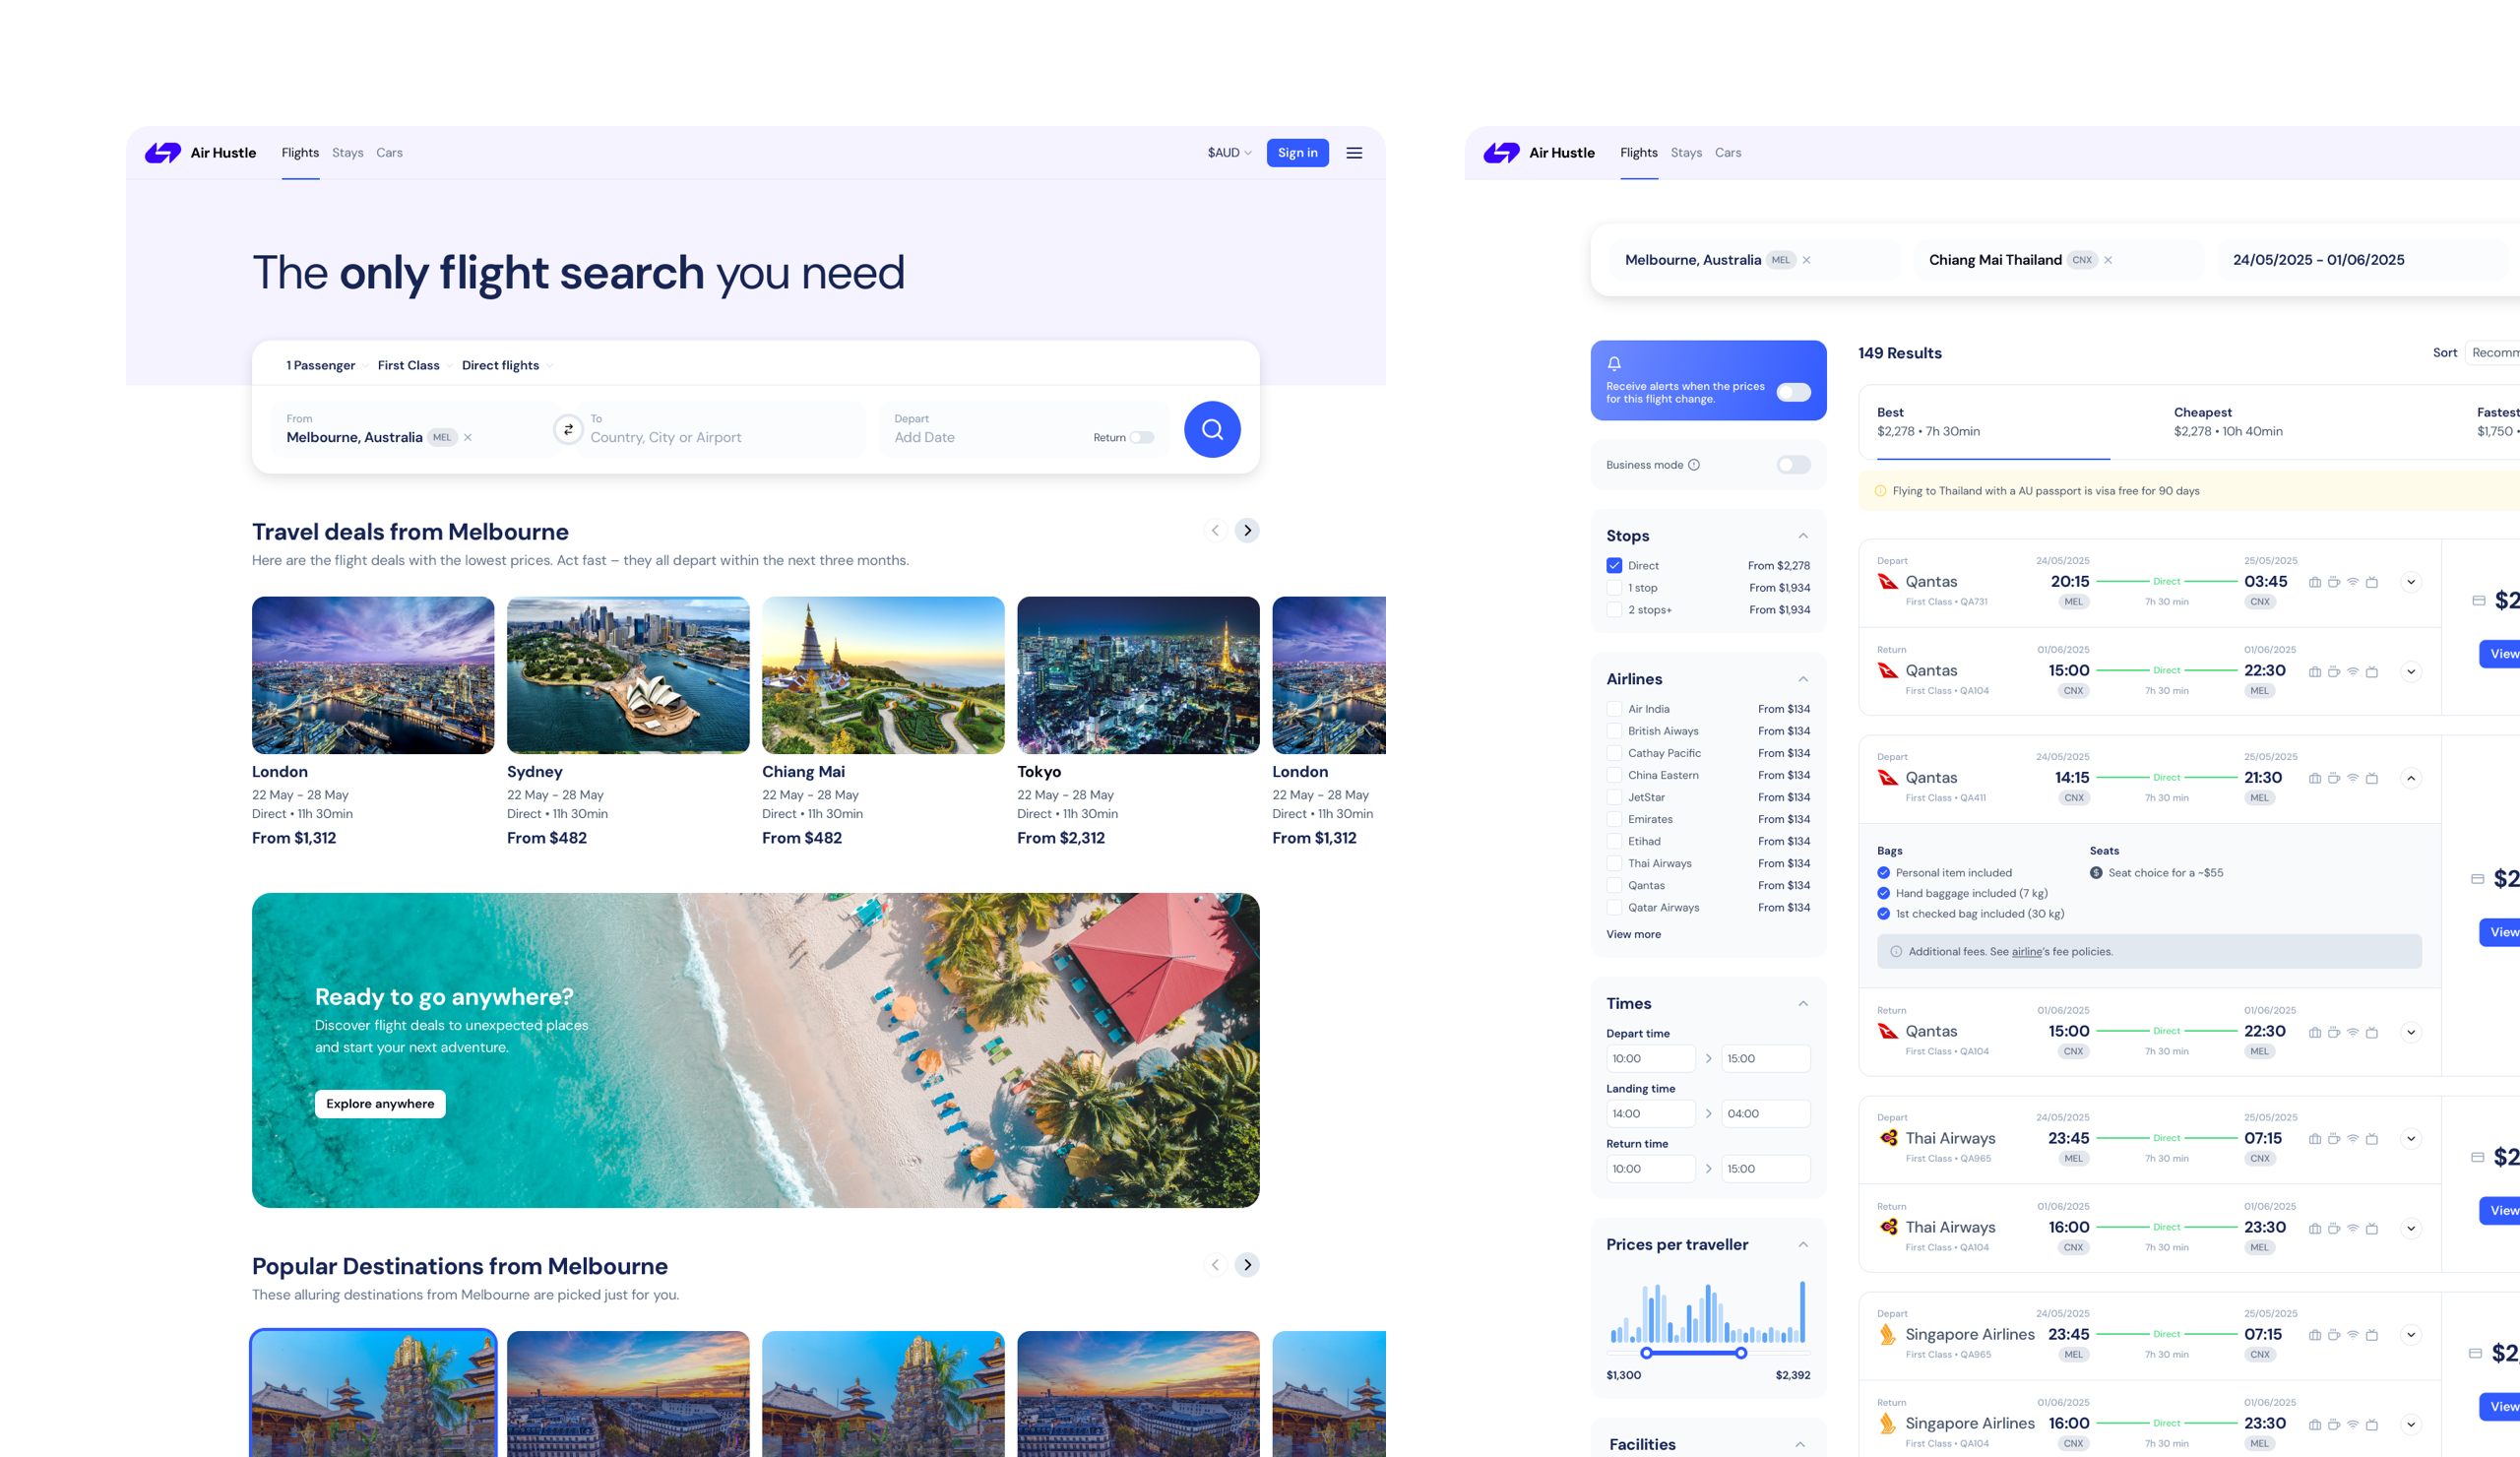 Air Hustle
Flights Stays Cars
$AUD
Sign in
The only flight search you need
1 Passenger First Class Direct flights
From
Melbourne, Australia MEL
To
Country, City or Airport
Depart
Add Date
Return
Travel deals from Melbourne
Here are the flight deals with the lowest prices. Act fast – they all depart within the next three months.
London
22 May - 28 May
Direct • 11h 30min
From $1,312
Sydney
22 May - 28 May
Direct • 11h 30min
From $482
Chiang Mai
22 May - 28 May
Direct • 11h 30min
From $482
Tokyo
22 May - 28 May
Direct • 11h 30min
From $2,312
London
22 May - 28 May
Direct • 11h 30min
From $1,312
Ready to go anywhere?
Discover flight deals to unexpected places
and start your next adventure.
Explore anywhere
Popular Destinations from Melbourne
These alluring destinations from Melbourne are picked just for you.
Air Hustle
Flights Stays Cars
Melbourne, Australia MEL
Chiang Mai Thailand CNX
24/05/2025 - 01/06/2025
Receive alerts when the prices
for this flight change.
Business mode
Stops
Direct From $2,278
1 stop From $1,934
2 stops+ From $1,934
Airlines
Air India From $134
British Aiways From $134
Cathay Pacific From $134
China Eastern From $134
JetStar From $134
Emirates From $134
Etihad From $134
Thai Airways From $134
Qantas From $134
Qatar Airways From $134
View more
Times
Depart time
10:00 15:00
Landing time
14:00 04:00
Return time
10:00 15:00
Prices per traveller
$1,300 $2,392
Facilities
149 Results
Sort
Best
$2,278 • 7h 30min
Cheapest
$2,278 • 10h 40min
Fastest
$1,750 •
Flying to Thailand with a AU passport is visa free for 90 days
Depart 24/05/2025 25/05/2025
Qantas 20:15 Direct 03:45
First Class • QA731 MEL 7h 30 min CNX
Return 01/06/2025 01/06/2025
Qantas 15:00 Direct 22:30
First Class • QA104 CNX 7h 30 min MEL
View
Depart 24/05/2025 25/05/2025
Qantas 14:15 Direct 21:30
First Class • QA411 CNX 7h 30 min MEL
Bags
Personal item included
Hand baggage included (7 kg)
1st checked bag included (30 kg)
Seats
Seat choice for a ~$55
Additional fees. See airline's fee policies.
Return 01/06/2025 01/06/2025
Qantas 15:00 Direct 22:30
First Class • QA104 CNX 7h 30 min MEL
View
Depart 24/05/2025 25/05/2025
Thai Airways 23:45 Direct 07:15
First Class • QA965 MEL 7h 30 min CNX
Return 01/06/2025 01/06/2025
Thai Airways 16:00 Direct 23:30
First Class • QA104 CNX 7h 30 min MEL
View
Depart 24/05/2025 25/05/2025
Singapore Airlines 23:45 Direct 07:15
First Class • QA965 MEL 7h 30 min CNX
Return 01/06/2025 01/06/2025
Singapore Airlines 16:00 Direct 23:30
First Class • QA104 CNX 7h 30 min MEL
View